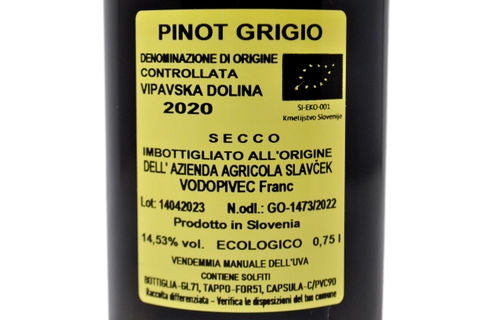 PINOT GRIGIO
DENOMINAZIONE DI ORIGINE
CONTROLLATA
VIPAVSKA DOLINA
2020
SI-EKO-001
Kmetijstvo Slovenije
SECCO
IMBOTTIGLIATO ALL'ORIGINE
DELL' AZIENDA AGRICOLA SLAVČEK
VODOPIVEC Franc
Lot: 14042023 N.odl.: GO-1473/2022
Prodotto in Slovenia
14,53% vol. ECOLOGICO 0,75 l
VENDEMMIA MANUALE DELL'UVA
CONTIENE SOLFITI
BOTTIGLIA-GL71, TAPPO-FOR51, CAPSULA-C/PVC90
Raccolta differenziata - Verifica le disposizioni del tuo comune